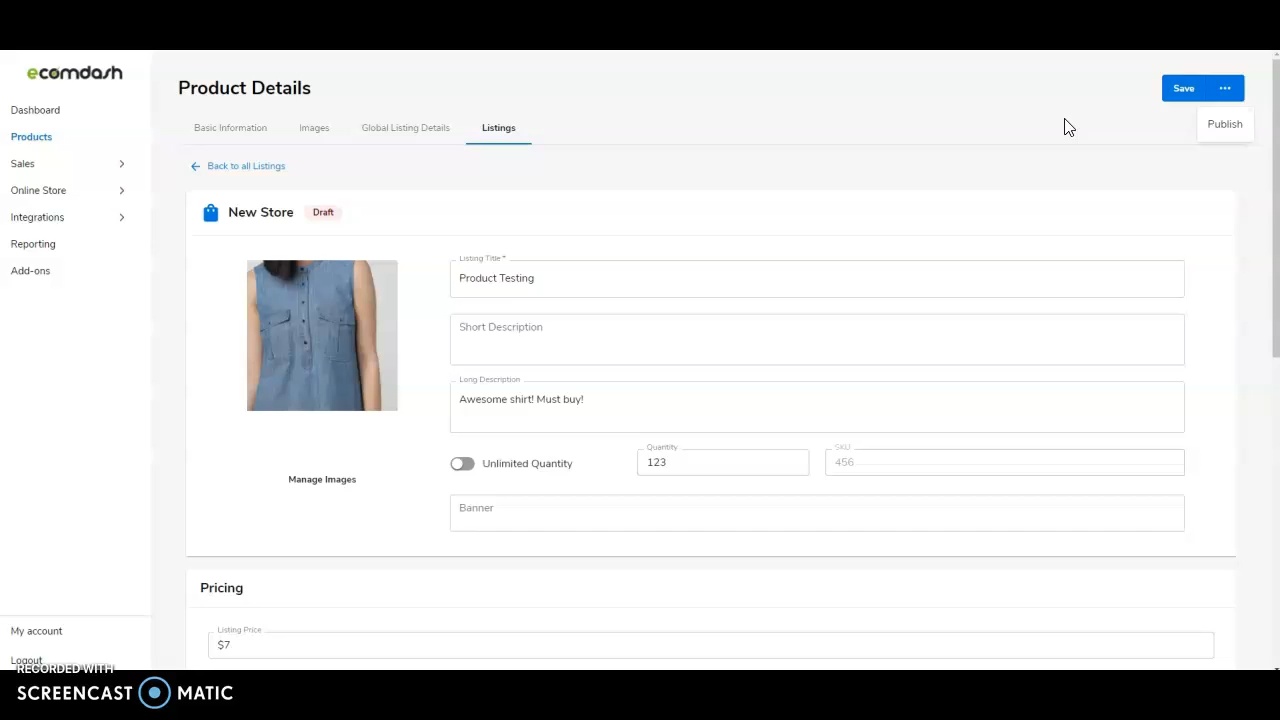 ecomdash
Dashboard
Products
Sales
Online Store
Integrations
Reporting
Add-ons
My account
Logout
Product Details
Save ...
Publish
Basic Information Images Global Listing Details Listings
Back to all Listings
New Store Draft
Listing Title *
Product Testing
Short Description
Long Description
Awesome shirt! Must buy!
Manage Images
Unlimited Quantity
Quantity
123
SKU
456
Banner
Pricing
Listing Price
$7
RECORDED WITH
SCREENCAST MATIC